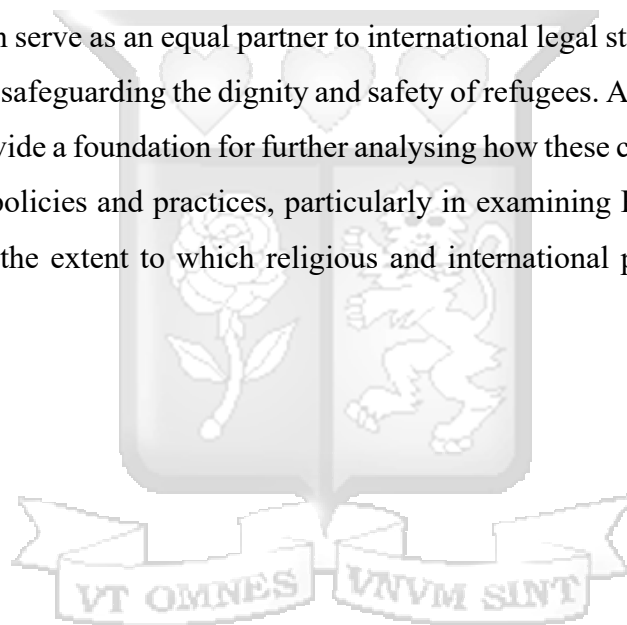 serve as an equal partner to international legal
safeguarding the dignity and safety of refugees. A
a foundation for further analysing how these
policies and practices, particularly in examining
the extent to which religious and international
VT OMNES VNVM SINT